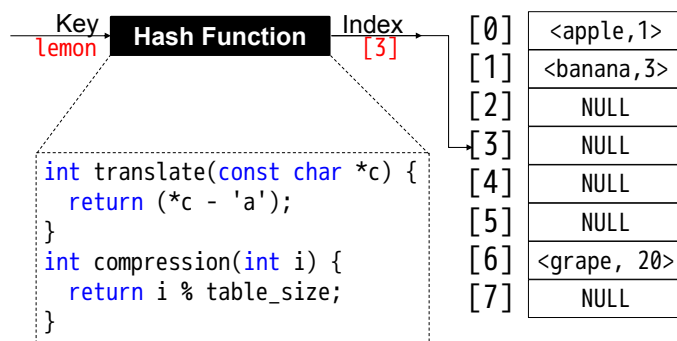 Key
lemon
Hash Function
Index
[3]
int translate(const char *c) {
return (*c - 'a');
}
int compression(int i) {
return i % table_size;
}
[0] <apple,1>
[1] <banana,3>
[2] NULL
[3] NULL
[4] NULL
[5] NULL
[6] <grape, 20>
[7] NULL